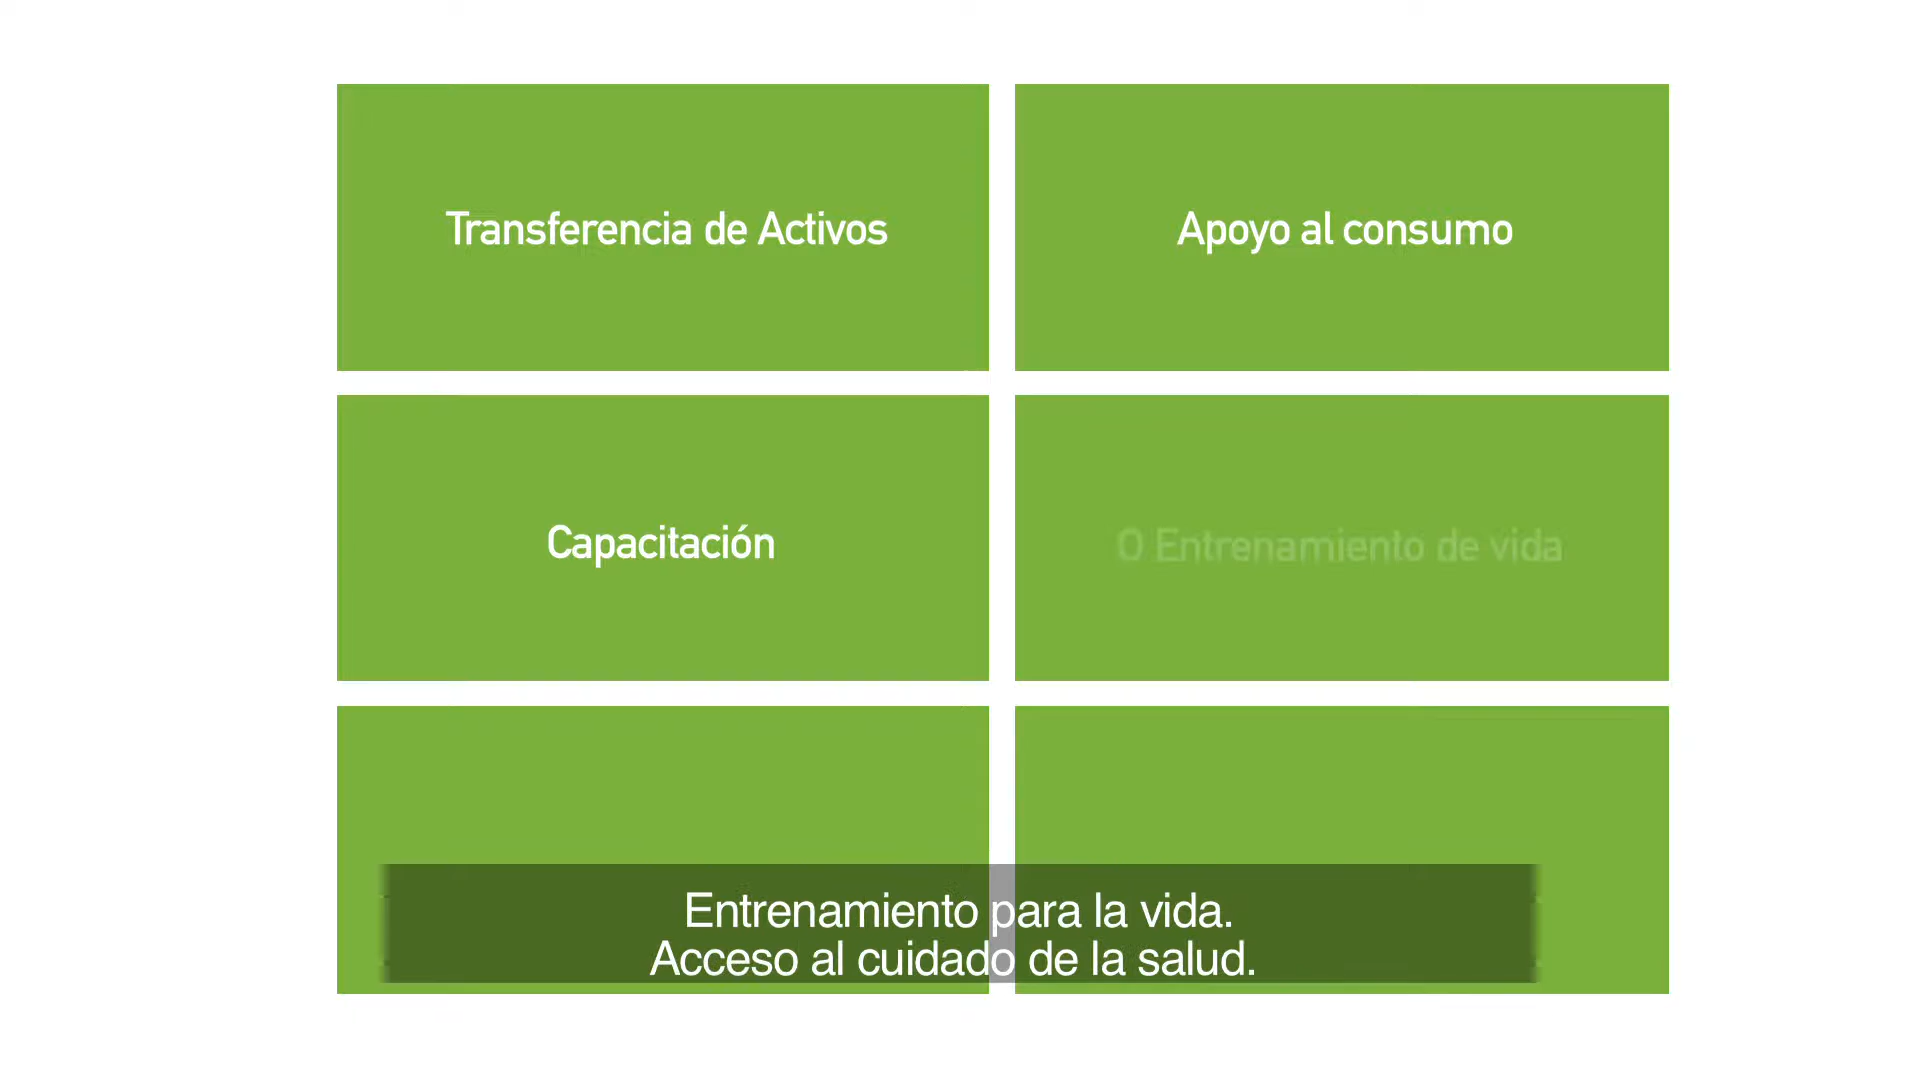 Transferencia de Activos
Apoyo al consumo
Capacitación
O Entrenamiento de vida
Entrenamiento para la vida.
Acceso al cuidado de la salud.